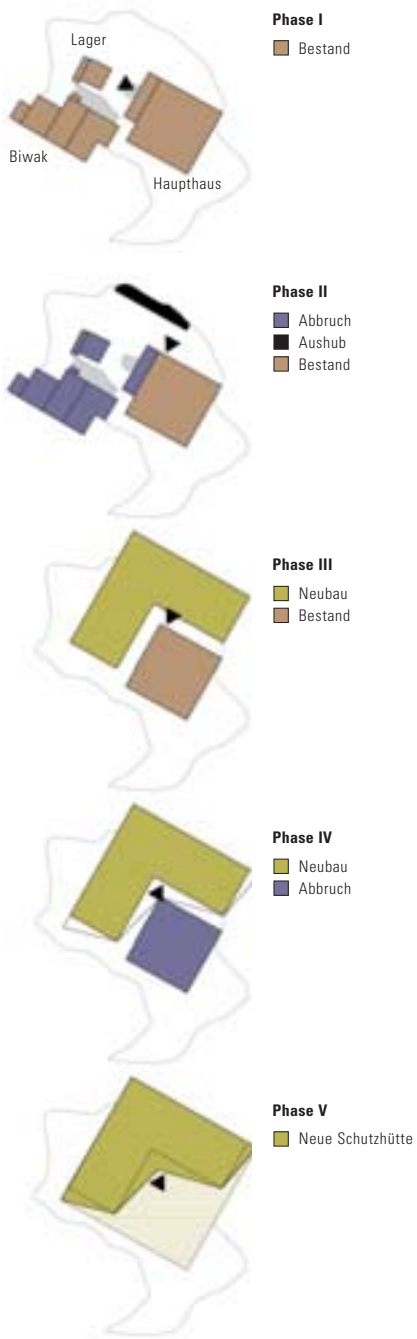 Phase I
Bestand
Lager
Biwak
Haupthaus
Phase II
Abbruch
Aushub
Bestand
Phase III
Neubau
Bestand
Phase IV
Neubau
Abbruch
Phase V
Neue Schutzhütte